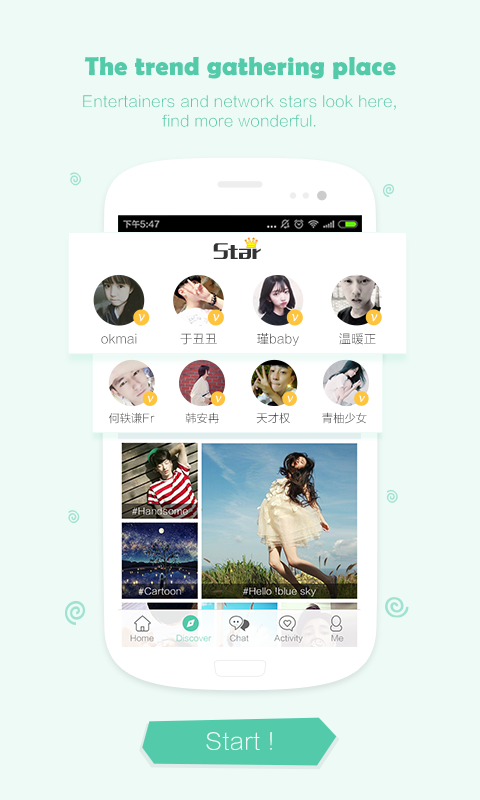 The trend gathering place
Entertainers and network stars look here,
find more wonderful.
下午5:47
Star
okmai
于丑丑
瑾baby
温暖正
何轶谦Fr
韩安冉
天才权
青柚少女
#Handsome
#Cartoon
#Hello !blue sky
Home
Discover
Chat
Activity
Me
Start !